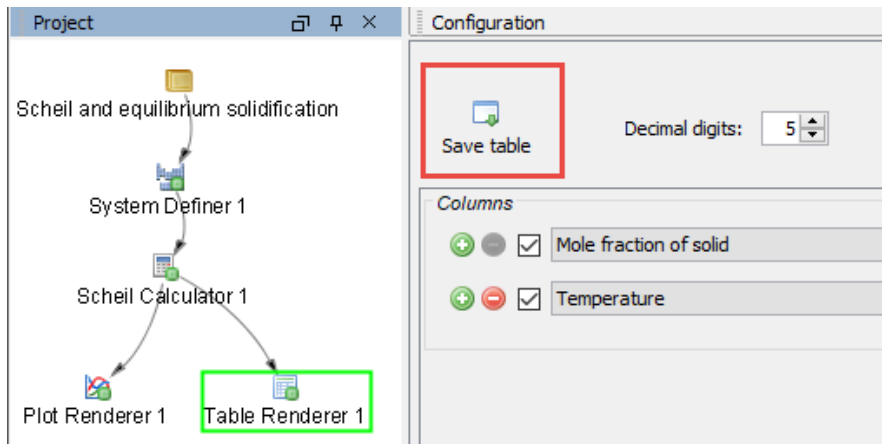 Project
Scheil and equilibrium solidification
System Definer 1
Scheil Calculator 1
Plot Renderer 1
Table Renderer 1
Configuration
Save table
Decimal digits: 5
Columns
Mole fraction of solid
Temperature